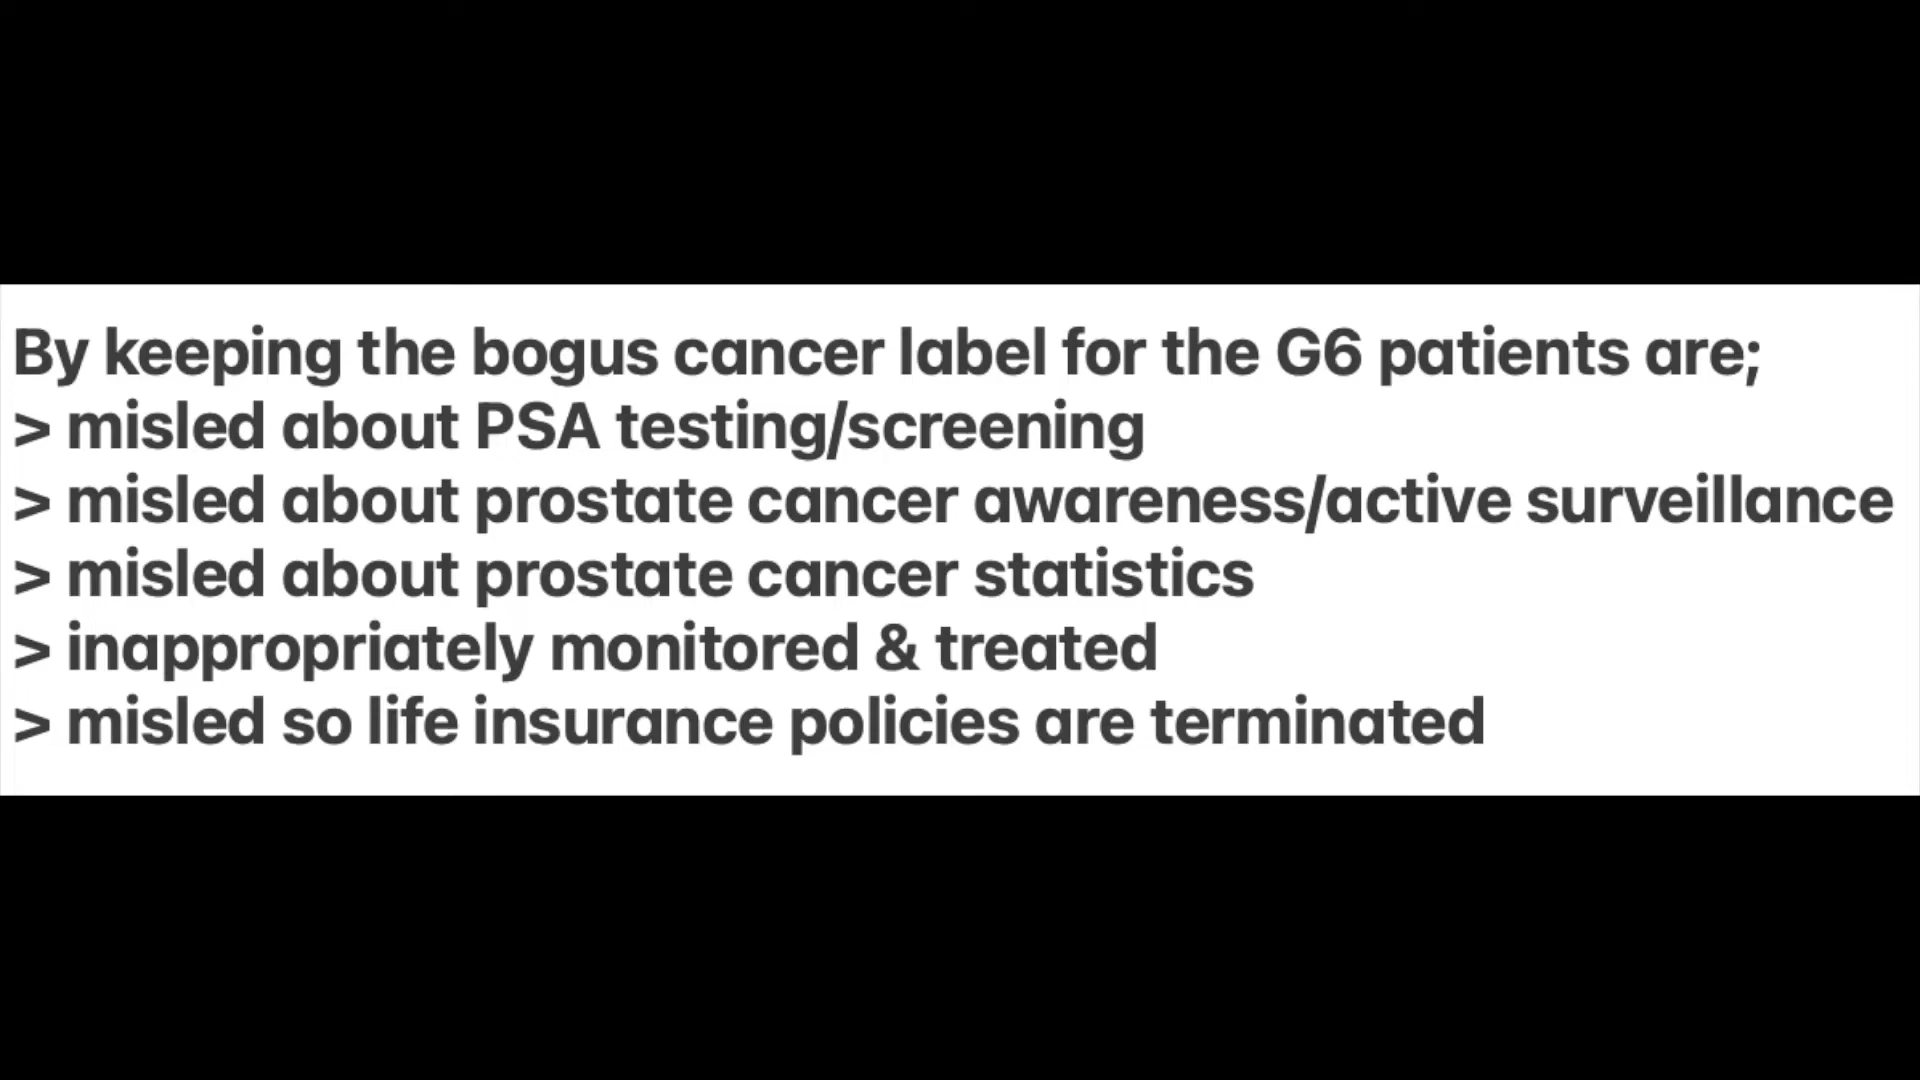 By keeping the bogus cancer label for the G6 patients are;
> misled about PSA testing/screening
> misled about prostate cancer awareness/active surveillance
> misled about prostate cancer statistics
> inappropriately monitored & treated
> misled so life insurance policies are terminated